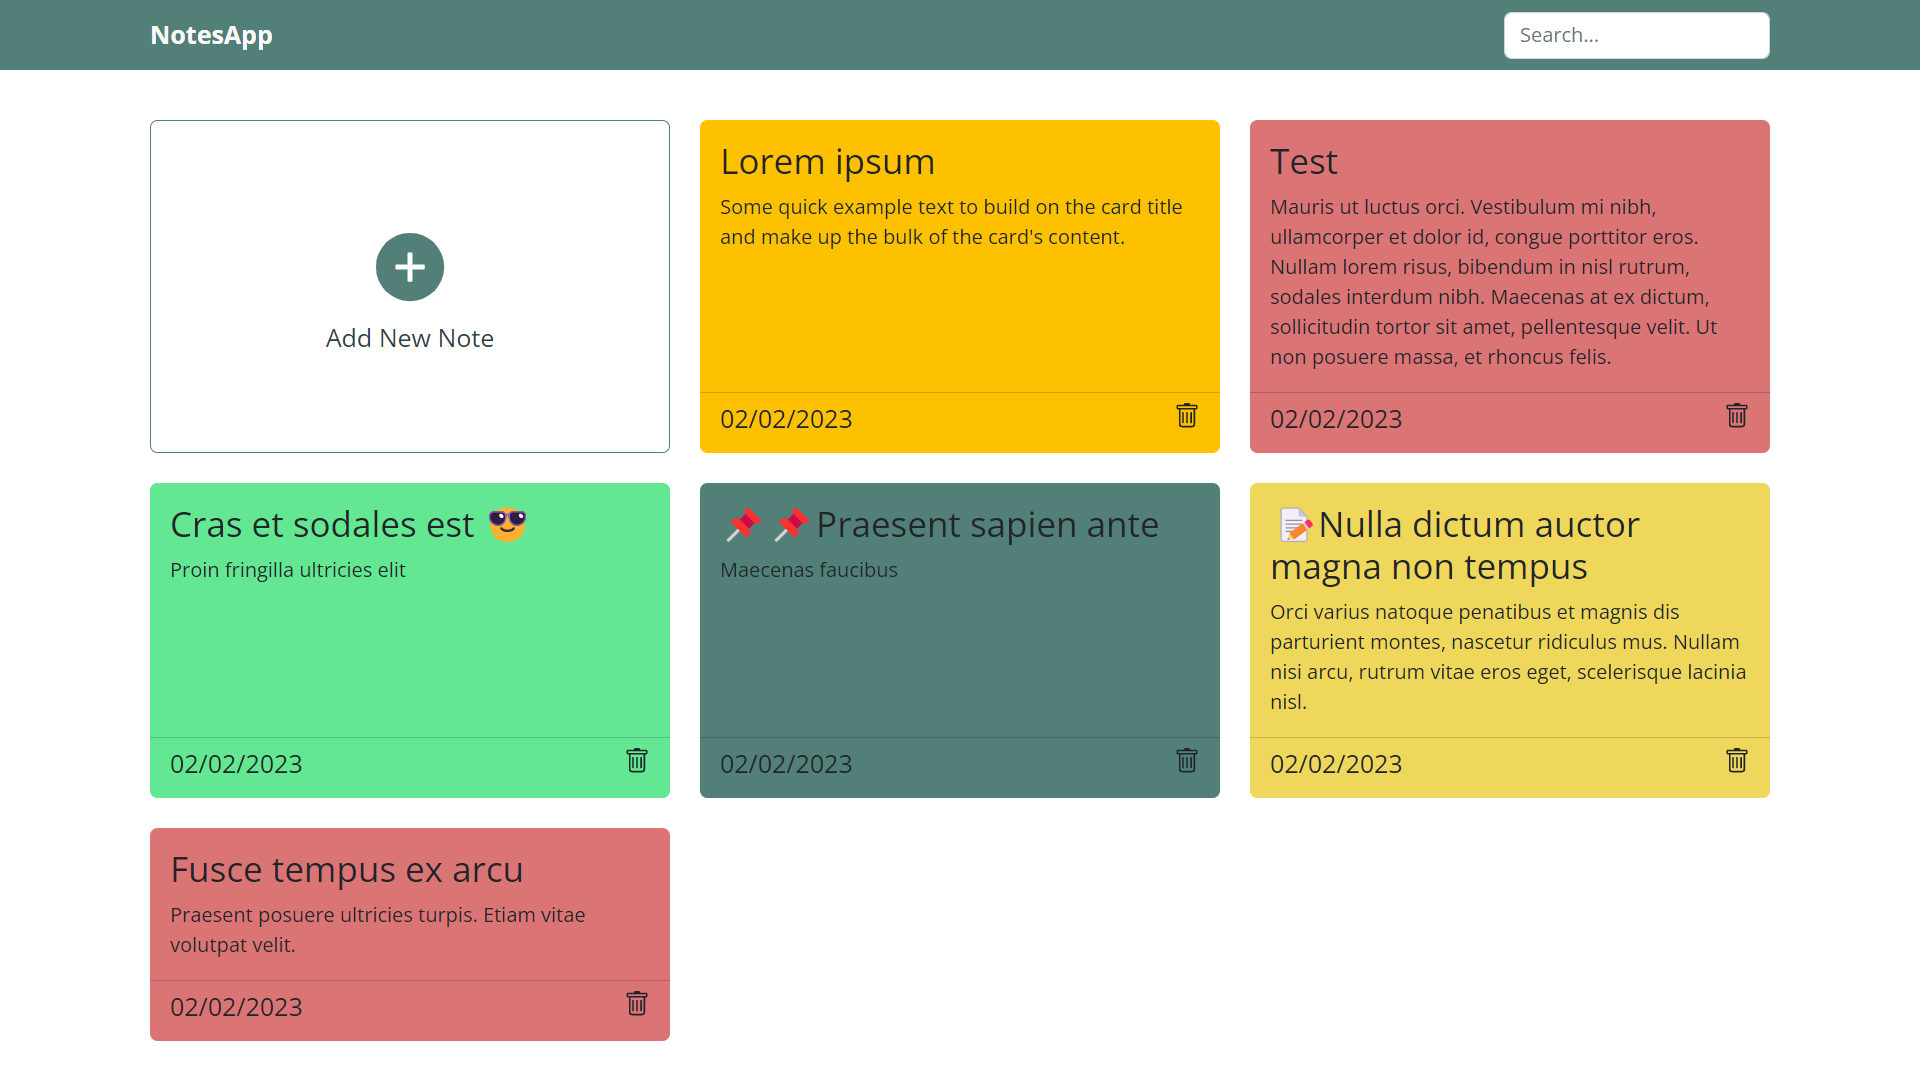 NotesApp
Search...
Add New Note
Lorem ipsum
Some quick example text to build on the card title
and make up the bulk of the card's content.
02/02/2023
Test
Mauris ut luctus orci. Vestibulum mi nibh,
ullamcorper et dolor id, congue porttitor eros.
Nullam lorem risus, bibendum in nisl rutrum,
sodales interdum nibh. Maecenas at ex dictum,
sollicitudin tortor sit amet, pellentesque velit. Ut
non posuere massa, et rhoncus felis.
02/02/2023
Cras et sodales est 😎
Proin fringilla ultricies elit
02/02/2023
📌📌Praesent sapien ante
Maecenas faucibus
02/02/2023
📝Nulla dictum auctor
magna non tempus
Orci varius natoque penatibus et magnis dis
parturient montes, nascetur ridiculus mus. Nullam
nisi arcu, rutrum vitae eros eget, scelerisque lacinia
nisl.
02/02/2023
Fusce tempus ex arcu
Praesent posuere ultricies turpis. Etiam vitae
volutpat velit.
02/02/2023